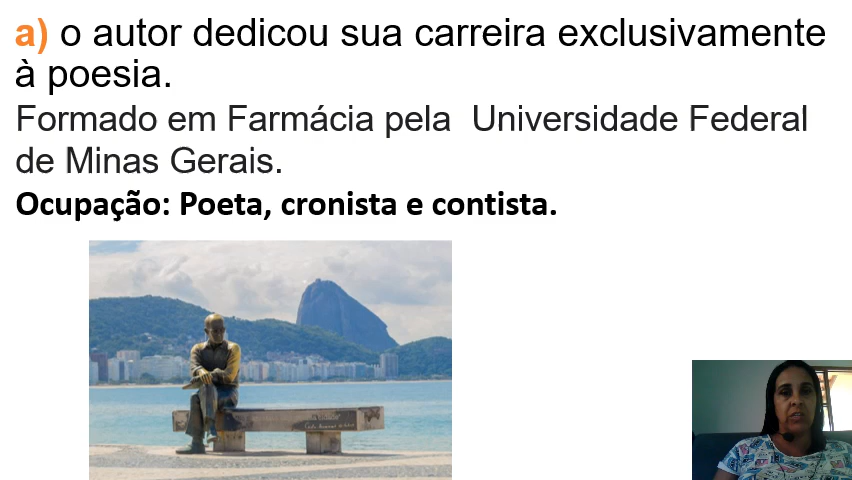 a) o autor dedicou sua carreira exclusivamente
à poesia.
Formado em Farmácia pela Universidade Federal
de Minas Gerais.
Ocupação: Poeta, cronista e contista.